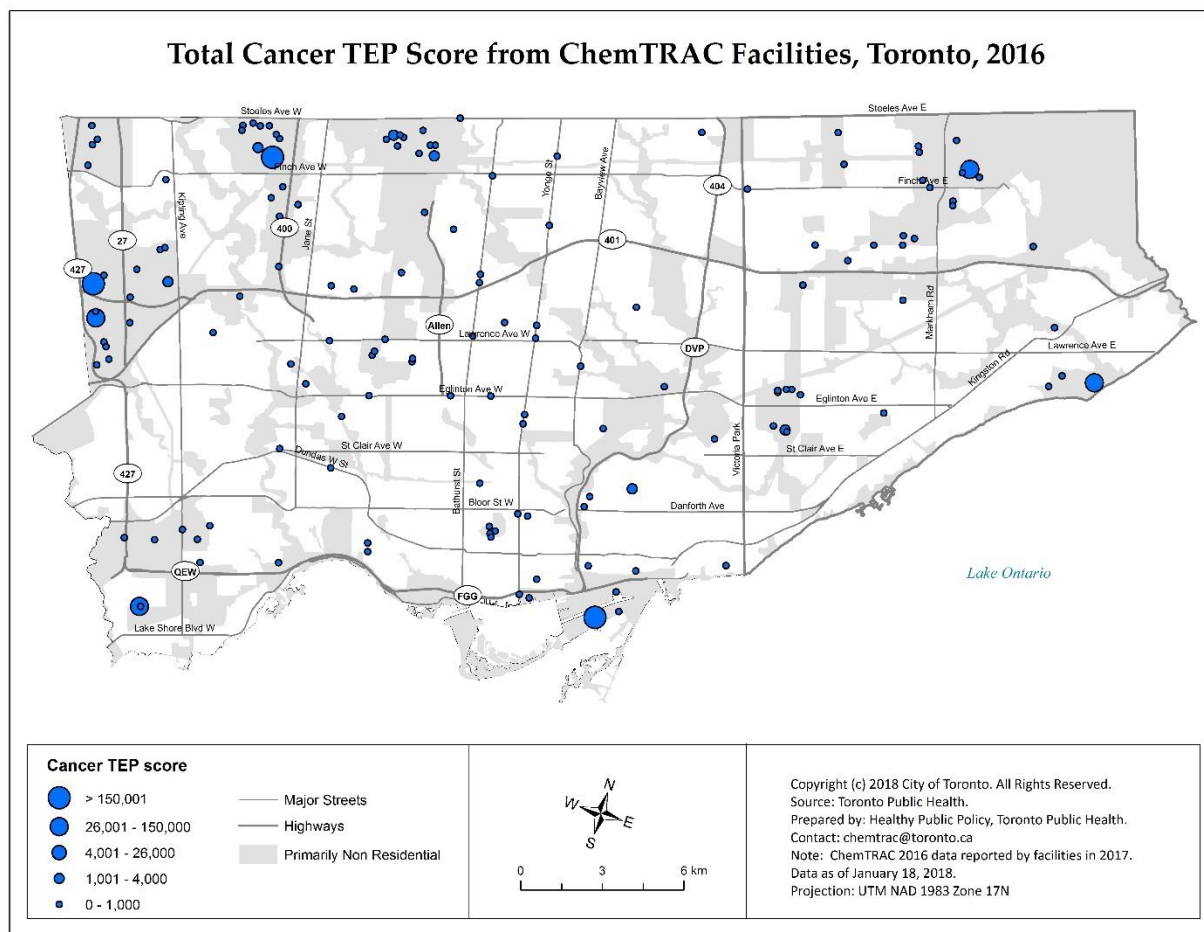 Total Cancer TEP Score from ChemTRAC Facilities, Toronto, 2016
Steeles Ave W
Steeles Ave E
Finch Ave W
Kipling Ave
Yonge St
Bayview Ave
404
Finch Ave E
27
400
Jane St
401
427
Markham Rd
Allen
Lawrence Ave W
DVP
Kingston Rd
Lawrence Ave E
Eglinton Ave W
Eglinton Ave E
St Clair Ave W
Dundas W St
Victoria Park
St Clair Ave E
427
Bathurst St
Bloor St W
Danforth Ave
QEW
FGG
Lake Ontario
Lake Shore Blvd W
Cancer TEP score
> 150,001
26,001 - 150,000
4,001 - 26,000
1,001 - 4,000
0 - 1,000
Major Streets
Highways
Primarily Non Residential
N
W
E
S
0 3 6 km
Copyright (c) 2018 City of Toronto. All Rights Reserved.
Source: Toronto Public Health.
Prepared by: Healthy Public Policy, Toronto Public Health.
Contact: chemtrac@toronto.ca
Note: ChemTRAC 2016 data reported by facilities in 2017.
Data as of January 18, 2018.
Projection: UTM NAD 1983 Zone 17N